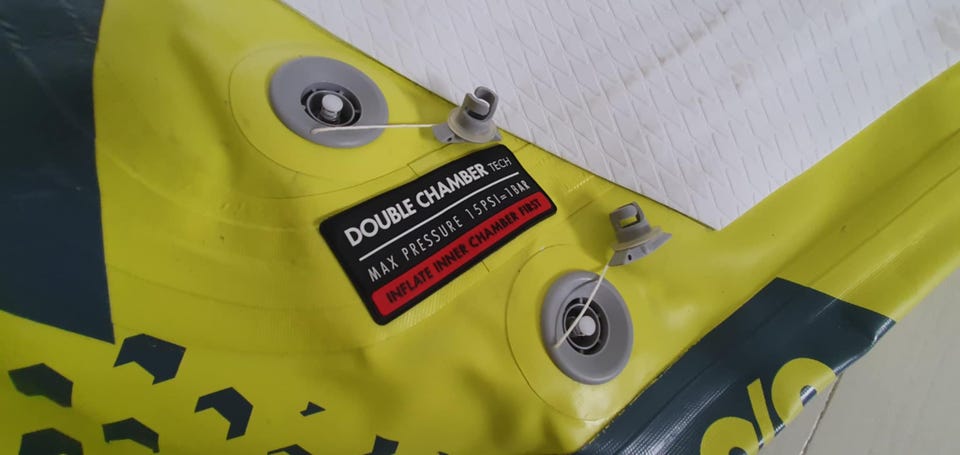 DOUBLE CHAMBER TECH
MAX PRESSURE 15PSI=1BAR
INFLATE INNER CHAMBER FIRST